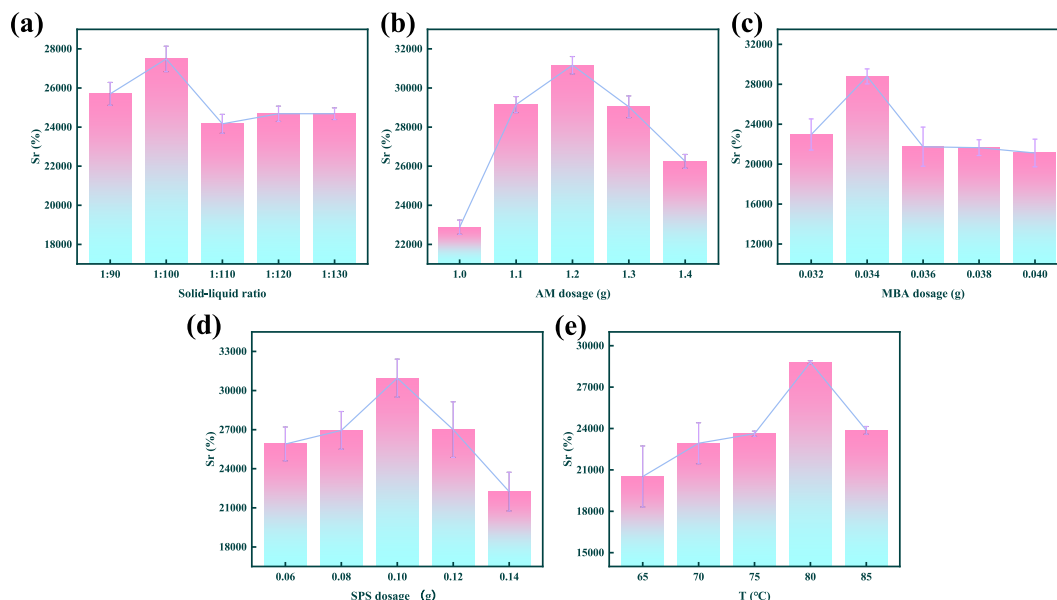 (a)
Sr (%)
28000
26000
24000
22000
20000
18000
1:90 1:100 1:110 1:120 1:130
Solid-liquid ratio
(b)
Sr (%)
32000
30000
28000
26000
24000
22000
1.0 1.1 1.2 1.3 1.4
AM dosage (g)
(c)
Sr (%)
32000
28000
24000
20000
16000
12000
0.032 0.034 0.036 0.038 0.040
MBA dosage (g)
(d)
Sr (%)
33000
30000
27000
24000
21000
18000
0.06 0.08 0.10 0.12 0.14
SPS dosage (g)
(e)
Sr (%)
30000
27000
24000
21000
18000
15000
65 70 75 80 85
T (°C)